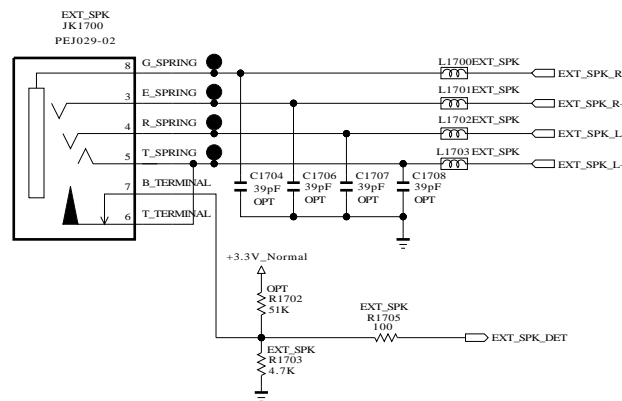 EXT_SPK
JK1700
PEJ029-02
8 G_SPRING
3 E_SPRING
4 R_SPRING
5 T_SPRING
7 B_TERMINAL
6 T_TERMINAL
L1700EXT_SPK
EXT_SPK_R
L1701EXT_SPK
EXT_SPK_R-
L1702EXT_SPK
EXT_SPK_L
L1703EXT_SPK
EXT_SPK_L-
C1704
39pF
OPT
C1706
39pF
OPT
C1707
39pF
OPT
C1708
39pF
OPT
+3.3V_Normal
OPT
R1702
51K
EXT_SPK
R1705
100
EXT_SPK_DET
EXT_SPK
R1703
4.7K